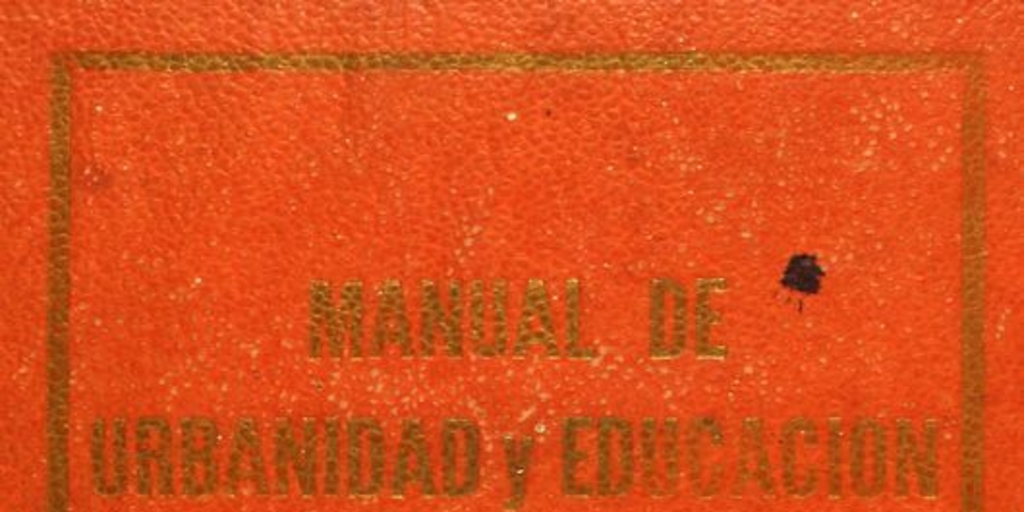 MANUAL DE
URBANIDAD y EDUCACION